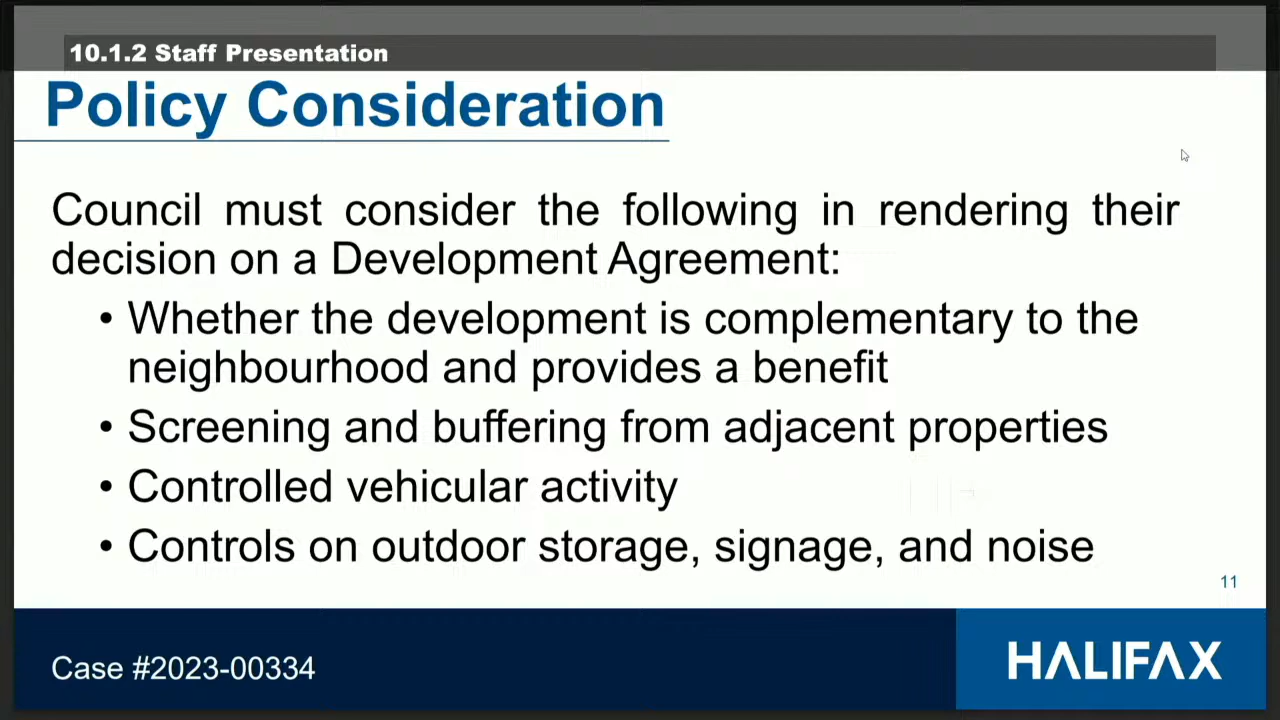 10.1.2 Staff Presentation
Policy Consideration
Council must consider the following in rendering their
decision on a Development Agreement:
• Whether the development is complementary to the
neighbourhood and provides a benefit
• Screening and buffering from adjacent properties
• Controlled vehicular activity
• Controls on outdoor storage, signage, and noise
11
Case #2023-00334
HALIFAX